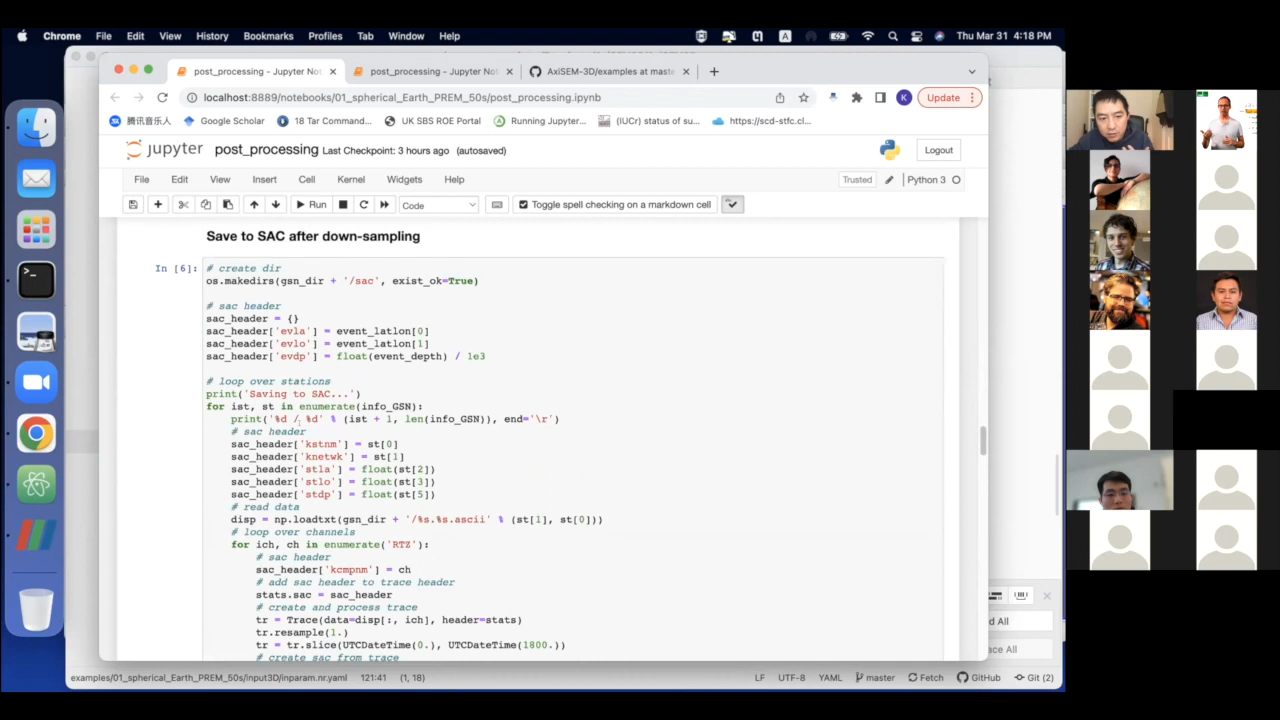 Chrome File Edit View History Bookmarks Profiles Tab Window Help
Thu Mar 31 4:18 PM
post_processing - Jupyter Not
post_processing - Jupyter Not
AxiSEM-3D/examples at maste
localhost:8889/notebooks/01_spherical_Earth_PREM_50s/post_processing.ipynb
K
Update
腾讯音乐人
Google Scholar
18 Tar Command...
UK SBS ROE Portal
Running Jupyter...
(IUCr) status of su...
https://scd-stfc.cl...
jupyter post_processing Last Checkpoint: 3 hours ago (autosaved)
Logout
File Edit View Insert Cell Kernel Widgets Help
Trusted
Python 3
Run
Code
Toggle spell checking on a markdown cell
Save to SAC after down-sampling
In [6]:
# create dir
os.makedirs(gsn_dir + '/sac', exist_ok=True)
# sac header
sac_header = {}
sac_header['evla'] = event_latlon[0]
sac_header['evlo'] = event_latlon[1]
sac_header['evdp'] = float(event_depth) / 1e3
# loop over stations
print('Saving to SAC...')
for ist, st in enumerate(info_GSN):
print('%d / %d' % (ist + 1, len(info_GSN)), end='\r')
# sac header
sac_header['kstnm'] = st[0]
sac_header['knetwk'] = st[1]
sac_header['stla'] = float(st[2])
sac_header['stlo'] = float(st[3])
sac_header['stdp'] = float(st[5])
# read data
disp = np.loadtxt(gsn_dir + '/%s.%s.ascii' % (st[1], st[0]))
# loop over channels
for ich, ch in enumerate('RTZ'):
# sac header
sac_header['kcmpnm'] = ch
# add sac header to trace header
stats.sac = sac_header
# create and process trace
tr = Trace(data=disp[:, ich], header=stats)
tr.resample(1.)
tr = tr.slice(UTCDateTime(0.), UTCDateTime(1800.))
# create sac from trace
d All
ace All
examples/01_spherical_Earth_PREM_50s/input3D/inparam.nr.yaml 121:41 (1, 18)
LF UTF-8 YAML master Fetch GitHub Git (2)